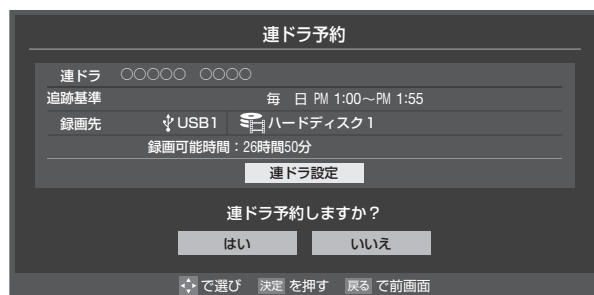 連ドラ予約
連ドラ ○○○○○ ○○○○
追跡基準 毎 日 PM 1:00～PM 1:55
録画先 USB1 ハードディスク1
録画可能時間：26時間50分
連ドラ設定
連ドラ予約しますか？
はい いいえ
で選び 決定 を押す 戻る で前画面